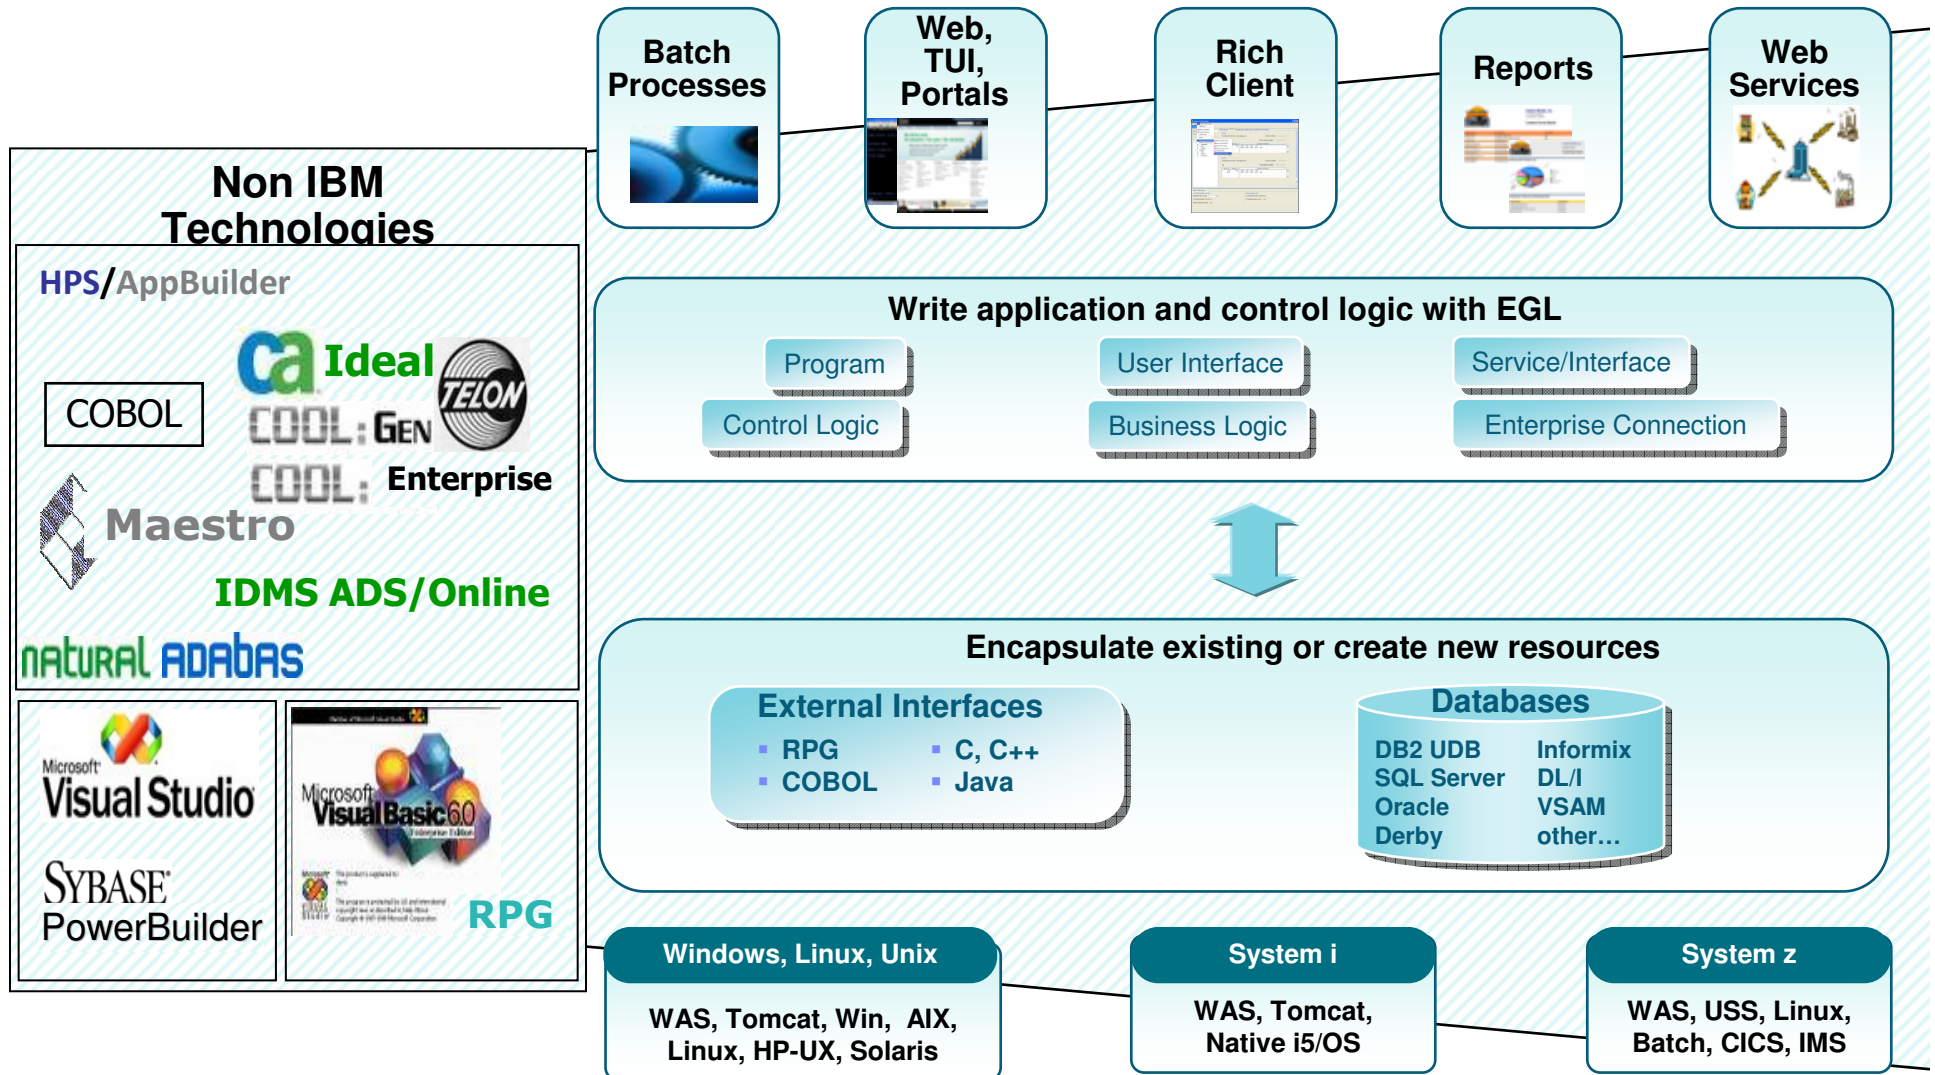 Batch
Processes
Web,
TUI,
Portals
Rich
Client
Reports
Web
Services
Non IBM
Technologies
HPS/AppBuilder
ca Ideal
TELON
COBOL
COOL:GEN
COOL: Enterprise
Maestro
IDMS ADS/Online
natural ADABAS
Microsoft
Visual Studio
SYBASE
PowerBuilder
Microsoft
Visual Basic 6.0
Enterprise Edition
RPG
Write application and control logic with EGL
Program
User Interface
Service/Interface
Control Logic
Business Logic
Enterprise Connection
Encapsulate existing or create new resources
External Interfaces
▪ RPG
▪ C, C++
▪ COBOL
▪ Java
Databases
DB2 UDB Informix
SQL Server DL/I
Oracle VSAM
Derby other…
Windows, Linux, Unix
WAS, Tomcat, Win, AIX,
Linux, HP-UX, Solaris
System i
WAS, Tomcat,
Native i5/OS
System z
WAS, USS, Linux,
Batch, CICS, IMS